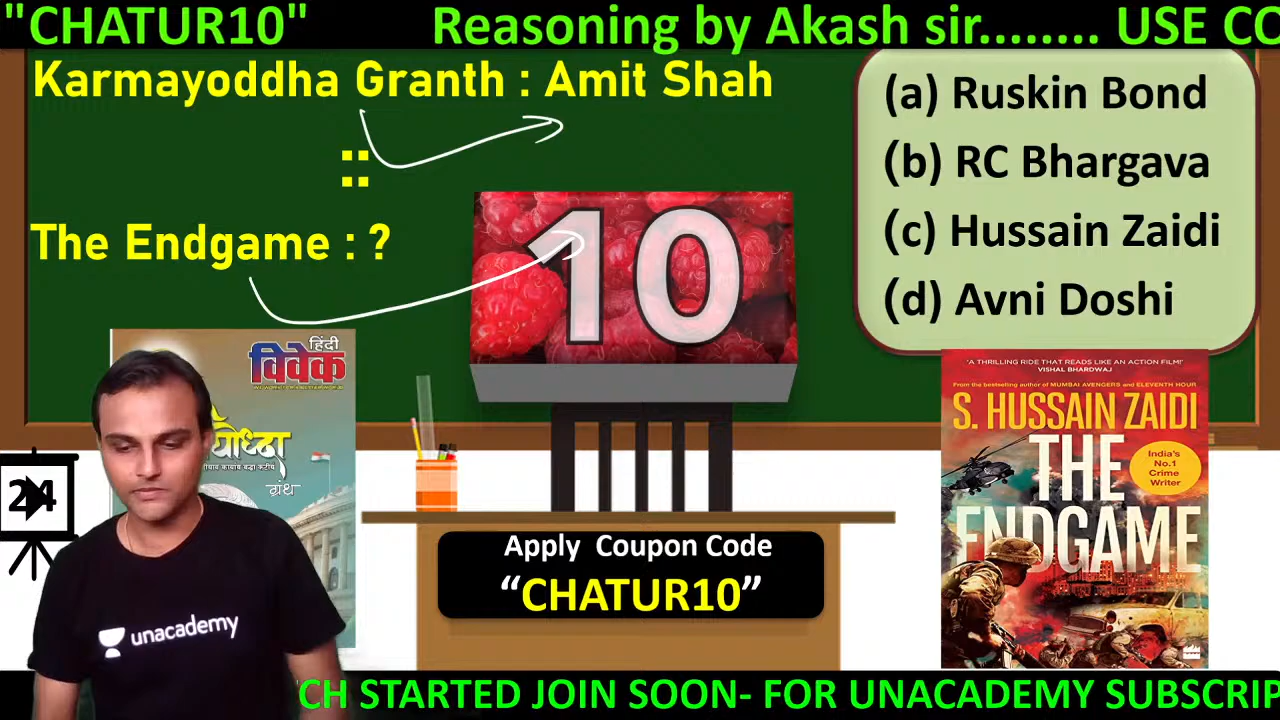 "CHATUR10" Reasoning by Akash sir........ USE CO
Karmayoddha Granth : Amit Shah
::
The Endgame : ?
(a) Ruskin Bond
(b) RC Bhargava
(c) Hussain Zaidi
(d) Avni Doshi
10
हिंदी
विवेक
ग्रंथ
24
unacademy
Apply Coupon Code
“CHATUR10”
'A THRILLING RIDE THAT READS LIKE AN ACTION FILM!'
VISHAL BHARDWAJ
From the bestselling author of MUMBAI AVENGERS and ELEVENTH HOUR
S. HUSSAIN ZAIDI
THE
ENDGAME
India's
No.1
Crime
Writer
CH STARTED JOIN SOON- FOR UNACADEMY SUBSCRIP